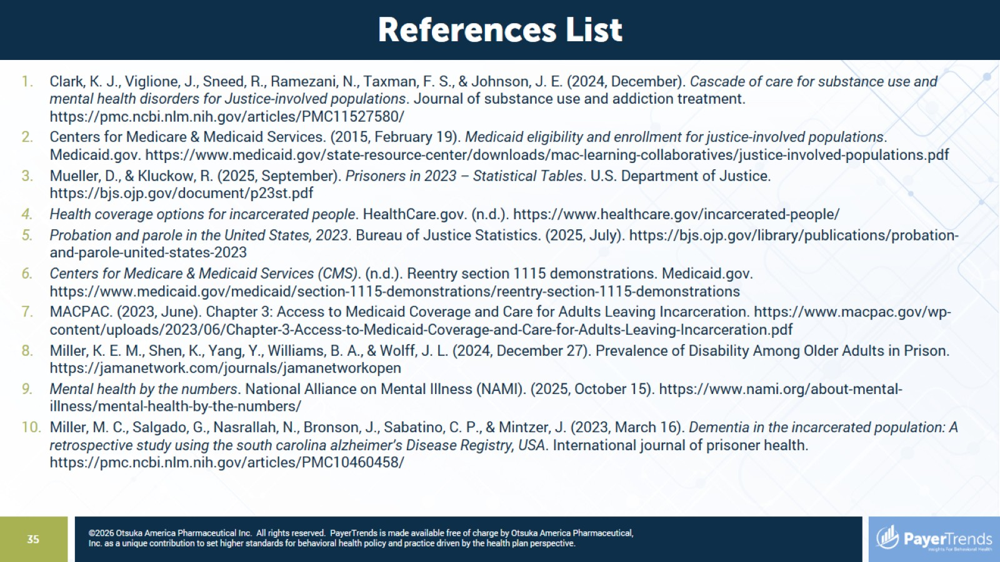 References List
1. Clark, K. J., Viglione, J., Sneed, R., Ramezani, N., Taxman, F. S., & Johnson, J. E. (2024, December). Cascade of care for substance use and
mental health disorders for Justice-involved populations. Journal of substance use and addiction treatment.
https://pmc.ncbi.nlm.nih.gov/articles/PMC11527580/
2. Centers for Medicare & Medicaid Services. (2015, February 19). Medicaid eligibility and enrollment for justice-involved populations.
Medicaid.gov. https://www.medicaid.gov/state-resource-center/downloads/mac-learning-collaboratives/justice-involved-populations.pdf
3. Mueller, D., & Kluckow, R. (2025, September). Prisoners in 2023 – Statistical Tables. U.S. Department of Justice.
https://bjs.ojp.gov/document/p23st.pdf
4. Health coverage options for incarcerated people. HealthCare.gov. (n.d.). https://www.healthcare.gov/incarcerated-people/
5. Probation and parole in the United States, 2023. Bureau of Justice Statistics. (2025, July). https://bjs.ojp.gov/library/publications/probation-
and-parole-united-states-2023
6. Centers for Medicare & Medicaid Services (CMS). (n.d.). Reentry section 1115 demonstrations. Medicaid.gov.
https://www.medicaid.gov/medicaid/section-1115-demonstrations/reentry-section-1115-demonstrations
7. MACPAC. (2023, June). Chapter 3: Access to Medicaid Coverage and Care for Adults Leaving Incarceration. https://www.macpac.gov/wp-
content/uploads/2023/06/Chapter-3-Access-to-Medicaid-Coverage-and-Care-for-Adults-Leaving-Incarceration.pdf
8. Miller, K. E. M., Shen, K., Yang, Y., Williams, B. A., & Wolff, J. L. (2024, December 27). Prevalence of Disability Among Older Adults in Prison.
https://jamanetwork.com/journals/jamanetworkopen
9. Mental health by the numbers. National Alliance on Mental Illness (NAMI). (2025, October 15). https://www.nami.org/about-mental-
illness/mental-health-by-the-numbers/
10. Miller, M. C., Salgado, G., Nasrallah, N., Bronson, J., Sabatino, C. P., & Mintzer, J. (2023, March 16). Dementia in the incarcerated population: A
retrospective study using the south carolina alzheimer’s Disease Registry, USA. International journal of prisoner health.
https://pmc.ncbi.nlm.nih.gov/articles/PMC10460458/
35
©2026 Otsuka America Pharmaceutical Inc. All rights reserved. PayerTrends is made available free of charge by Otsuka America Pharmaceutical,
Inc. as a unique contribution to set higher standards for behavioral health policy and practice driven by the health plan perspective.
PayerTrends
Insights For Behavioral Health